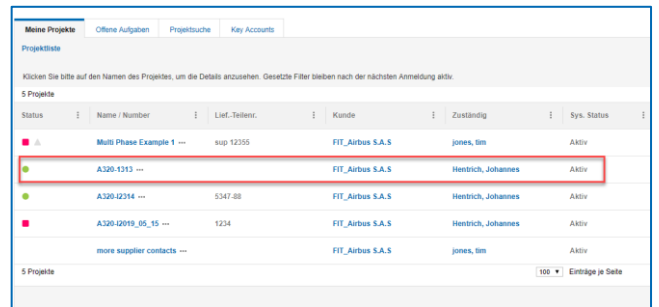 Meine Projekte Offene Aufgaben Projektsuche Key Accounts
Projektliste
Klicken Sie bitte auf den Namen des Projektes, um die Details anzusehen. Gesetzte Filter bleiben nach der nächsten Anmeldung aktiv.
5 Projekte
Status Name / Number Lief.-Teilenr. Kunde Zuständig Sys. Status
Multi Phase Example 1 --- sup 12355 FIT_Airbus S.A.S jones, tim Aktiv
A320-1313 --- FIT_Airbus S.A.S Hentrich, Johannes Aktiv
A320-I2314 --- 5347-88 FIT_Airbus S.A.S Hentrich, Johannes Aktiv
A320-I2019_05_15 --- 1234 FIT_Airbus S.A.S Hentrich, Johannes Aktiv
more supplier contacts --- FIT_Airbus S.A.S jones, tim Aktiv
5 Projekte 100 Einträge je Seite